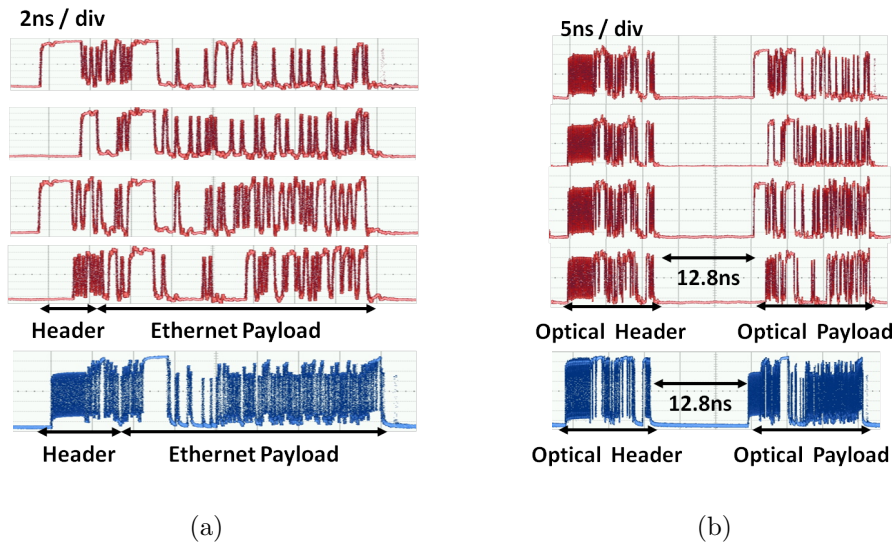 2ns / div
Header Ethernet Payload
Header Ethernet Payload
(a)
5ns / div
12.8ns
Optical Header Optical Payload
12.8ns
Optical Header Optical Payload
(b)